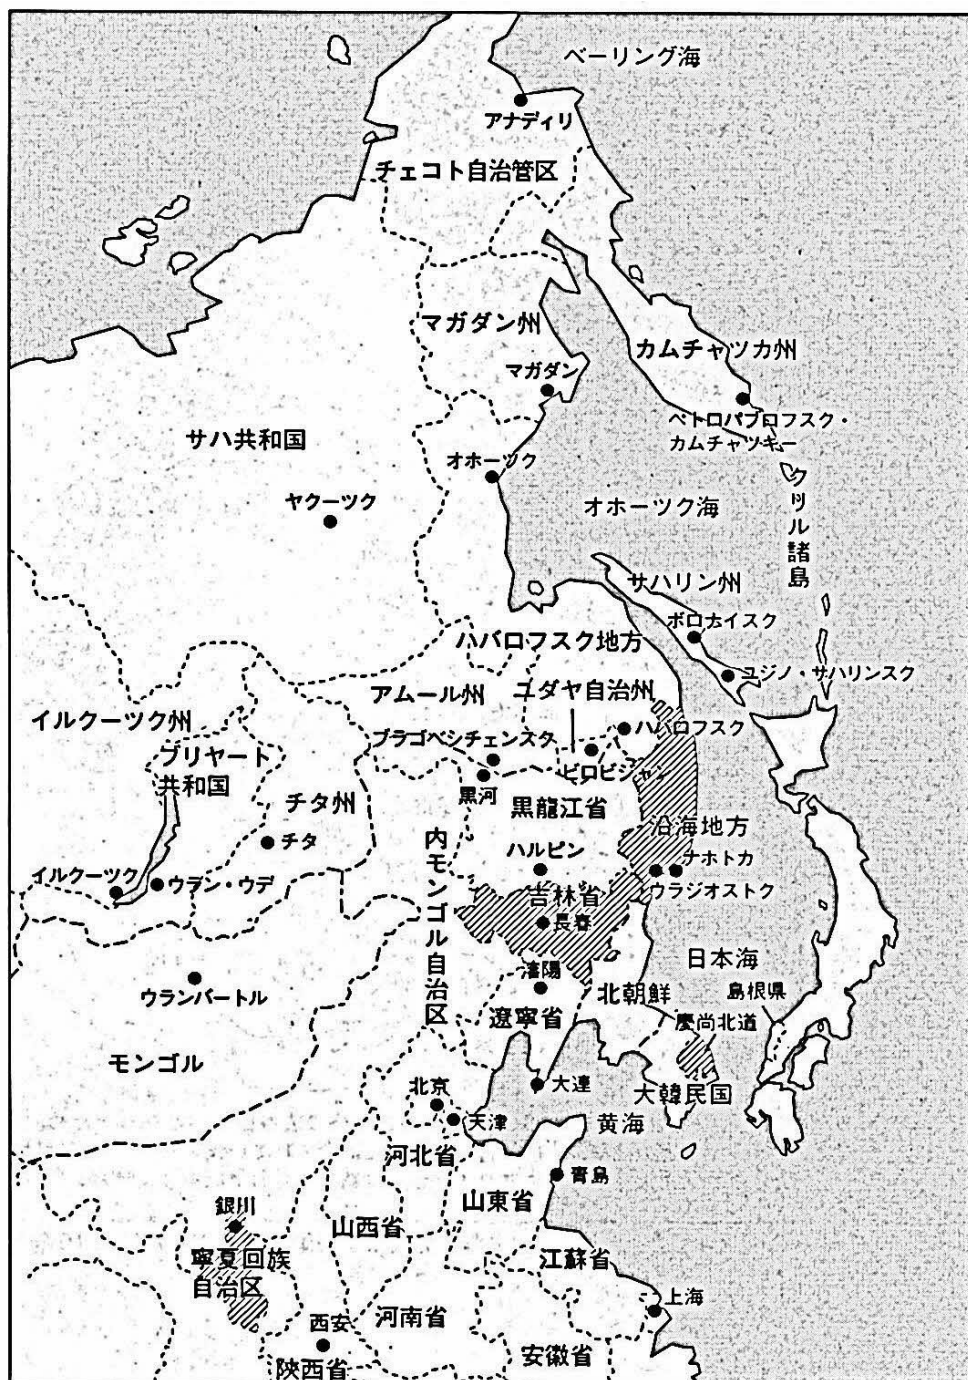 ベーリング海
アナディリ
チェコト自治管区
マガダン州
カムチャツカ州
マガダン
ペトロパブロフスク・
カムチャツキー
サハ共和国
オホーツク
クリル諸島
ヤクーツク
オホーツク海
サハリン州
ポロナイスク
ハバロフスク地方
ユジノ・サハリンスク
アムール州
ユダヤ自治州
イルクーツク州
ブラゴベシチェンスタ
ハバロフスク
ブリヤート
共和国
ビロビジャン
黒河
チタ州
黒龍江省
沿海地方
内モンゴル自治区
チタ
ハルビン
ナホトカ
イルクーツク
ウラン・ウデ
ウラジオストク
吉林省
長春
日本海
瀋陽
北朝鮮
島根県
ウランバートル
遼寧省
慶尚北道
モンゴル
北京
大連
大韓民国
天津
黄海
河北省
青島
山東省
銀川
山西省
寧夏回族
自治区
江蘇省
上海
西安
河南省
陝西省
安徽省